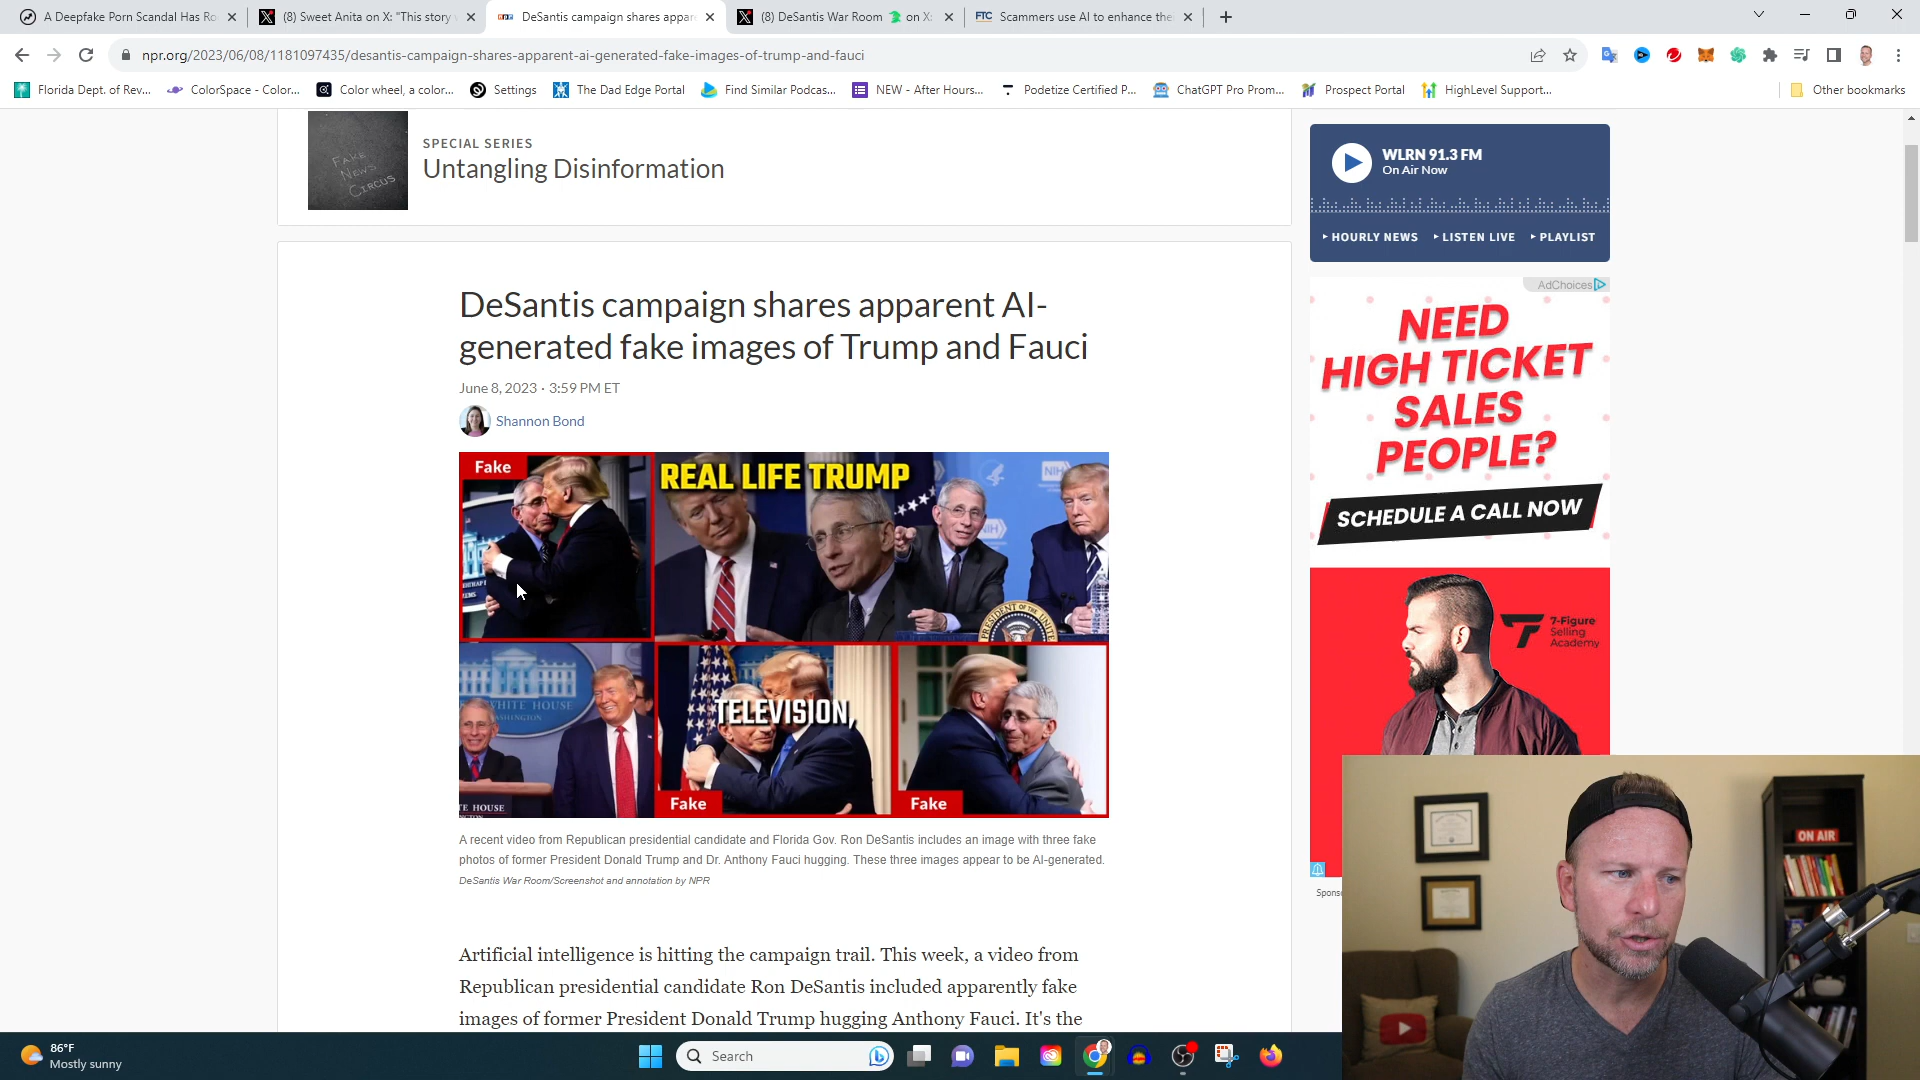 A Deepfake Porn Scandal Has Ro
(8) Sweet Anita on X: "This story
DeSantis campaign shares appar
(8) DeSantis War Room on X:
FTC Scammers use AI to enhance the
npr.org/2023/06/08/1181097435/desantis-campaign-shares-apparent-ai-generated-fake-images-of-trump-and-fauci
Florida Dept. of Rev...
ColorSpace - Color...
Color wheel, a color...
Settings
The Dad Edge Portal
Find Similar Podcas...
NEW - After Hours...
Podetize Certified P...
ChatGPT Pro Prom...
Prospect Portal
HighLevel Support...
Other bookmarks
FAKE
NEWS
CIRCUS
SPECIAL SERIES
Untangling Disinformation
WLRN 91.3 FM
On Air Now
HOURLY NEWS
LISTEN LIVE
PLAYLIST
DeSantis campaign shares apparent AI-
generated fake images of Trump and Fauci
June 8, 2023 · 3:59 PM ET
Shannon Bond
Fake
REAL LIFE TRUMP
NIH
NIH
PRESIDENT OF THE UNITE
WHITE HOUSE
WASHINGTON
TELEVISION,
TE HOUSE
Fake
Fake
A recent video from Republican presidential candidate and Florida Gov. Ron DeSantis includes an image with three fake
photos of former President Donald Trump and Dr. Anthony Fauci hugging. These three images appear to be AI-generated.
DeSantis War Room/Screenshot and annotation by NPR
Artificial intelligence is hitting the campaign trail. This week, a video from
Republican presidential candidate Ron DeSantis included apparently fake
images of former President Donald Trump hugging Anthony Fauci. It's the
AdChoices
NEED
HIGH TICKET
SALES
PEOPLE?
SCHEDULE A CALL NOW
7-Figure
Selling
Academy
Spons
ON AIR
86°F
Mostly sunny
Search